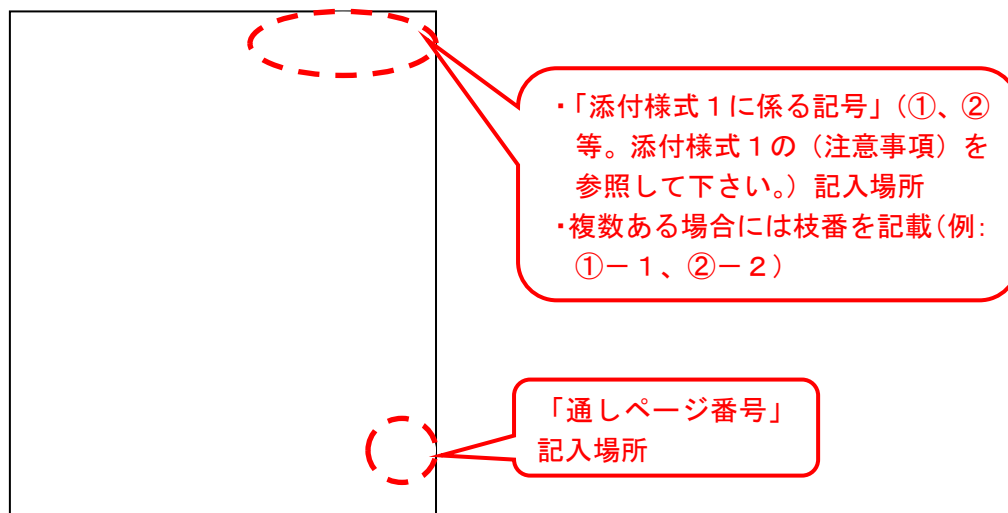 ・「添付様式１に係る記号」（①、②
等。添付様式１の（注意事項）を
参照して下さい。）記入場所
・複数ある場合には枝番を記載（例：
①－１、②－２）
「通しページ番号」
記入場所